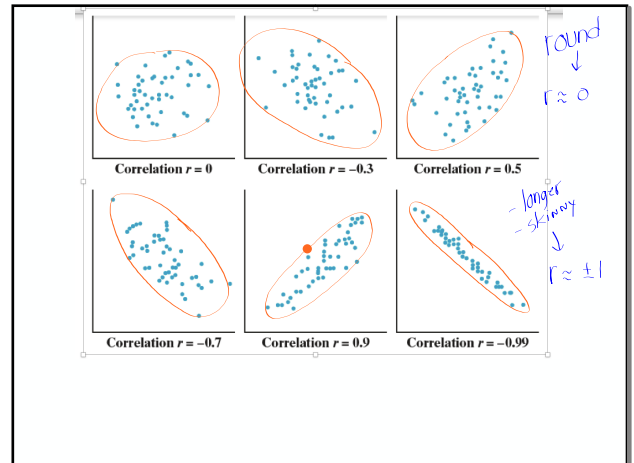 round
↓
r ≈ 0
Correlation r = 0
Correlation r = −0.3
Correlation r = 0.5
- longer
- skinny
↓
r ≈ ±1
Correlation r = −0.7
Correlation r = 0.9
Correlation r = −0.99